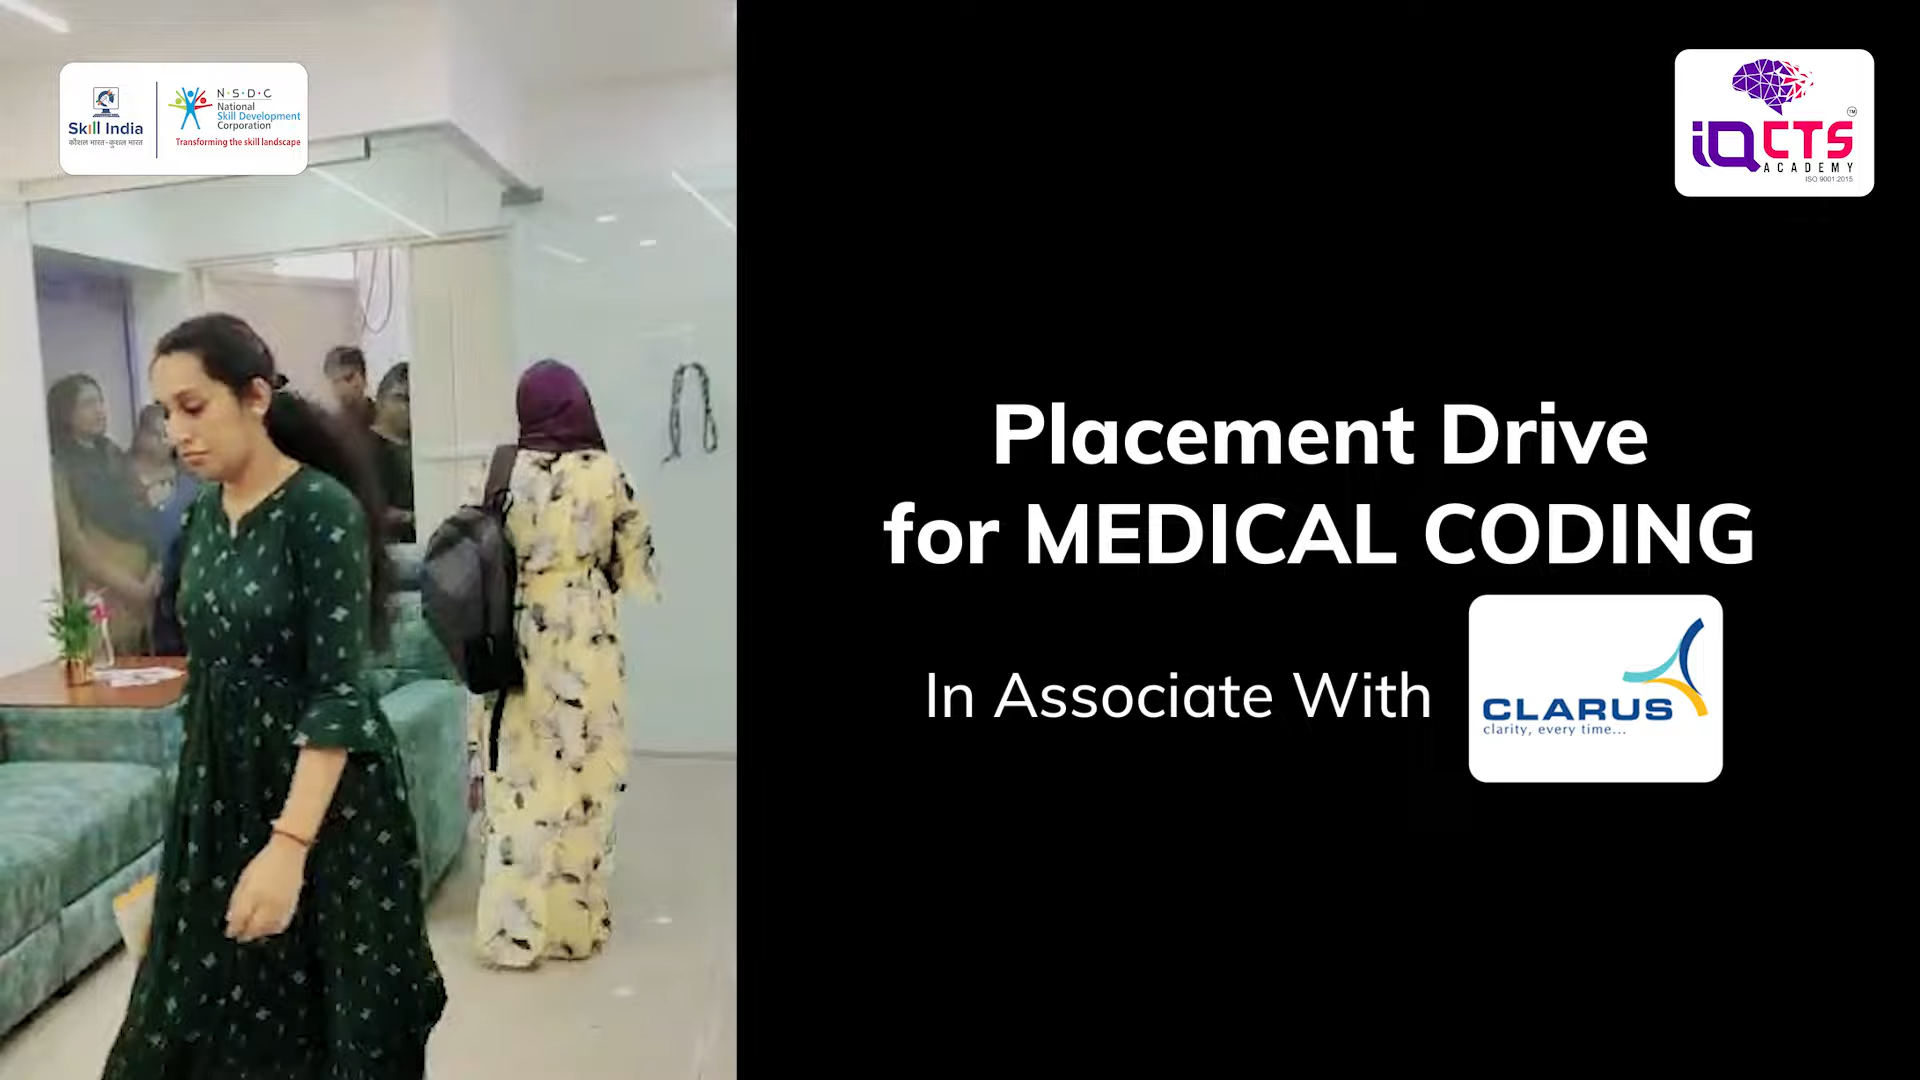 Skill India
कौशल भारत-कुशल भारत
N·S·D·C
National
Skill Development
Corporation
Transforming the skill landscape
iQCTS
TM
ACADEMY
ISO 9001:2015
Placement Drive
for MEDICAL CODING
In Associate With
CLARUS
clarity, every time...